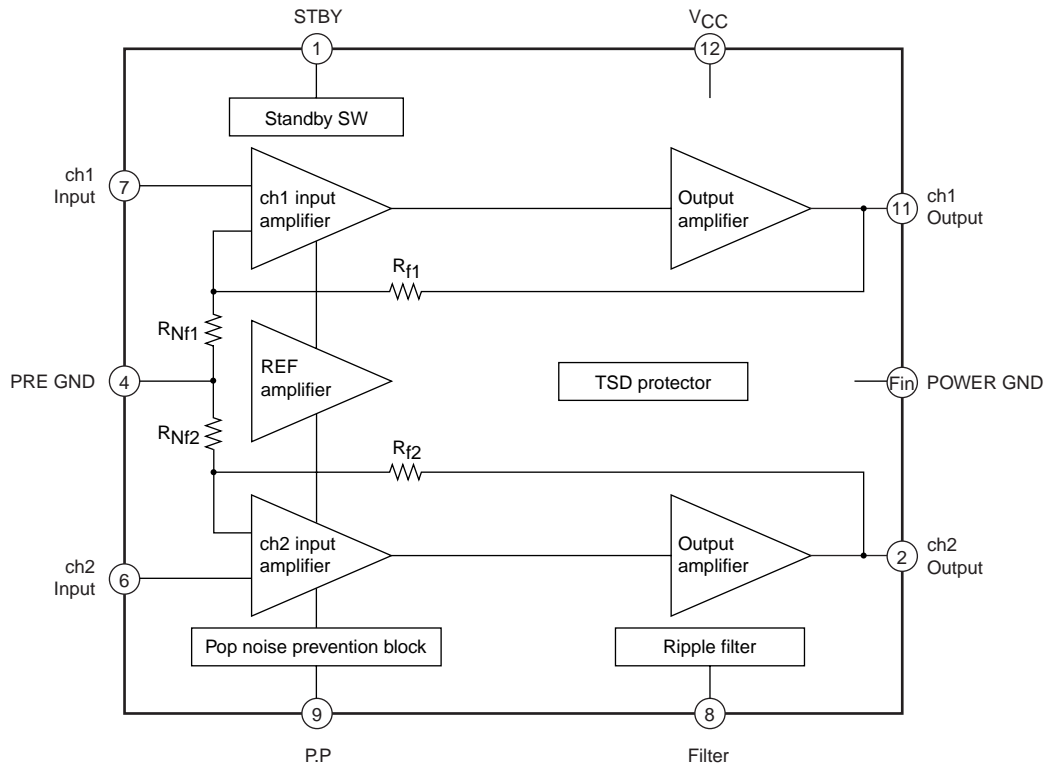 STBY
VCC
1
12
Standby SW
ch1
Input
7
ch1 input
amplifier
Output
amplifier
11
ch1
Output
Rf1
RNf1
REF
amplifier
PRE GND
4
TSD protector
Fin
POWER GND
RNf2
Rf2
ch2 input
amplifier
Output
amplifier
2
ch2
Output
ch2
Input
6
Pop noise prevention block
Ripple filter
9
8
P.P
Filter